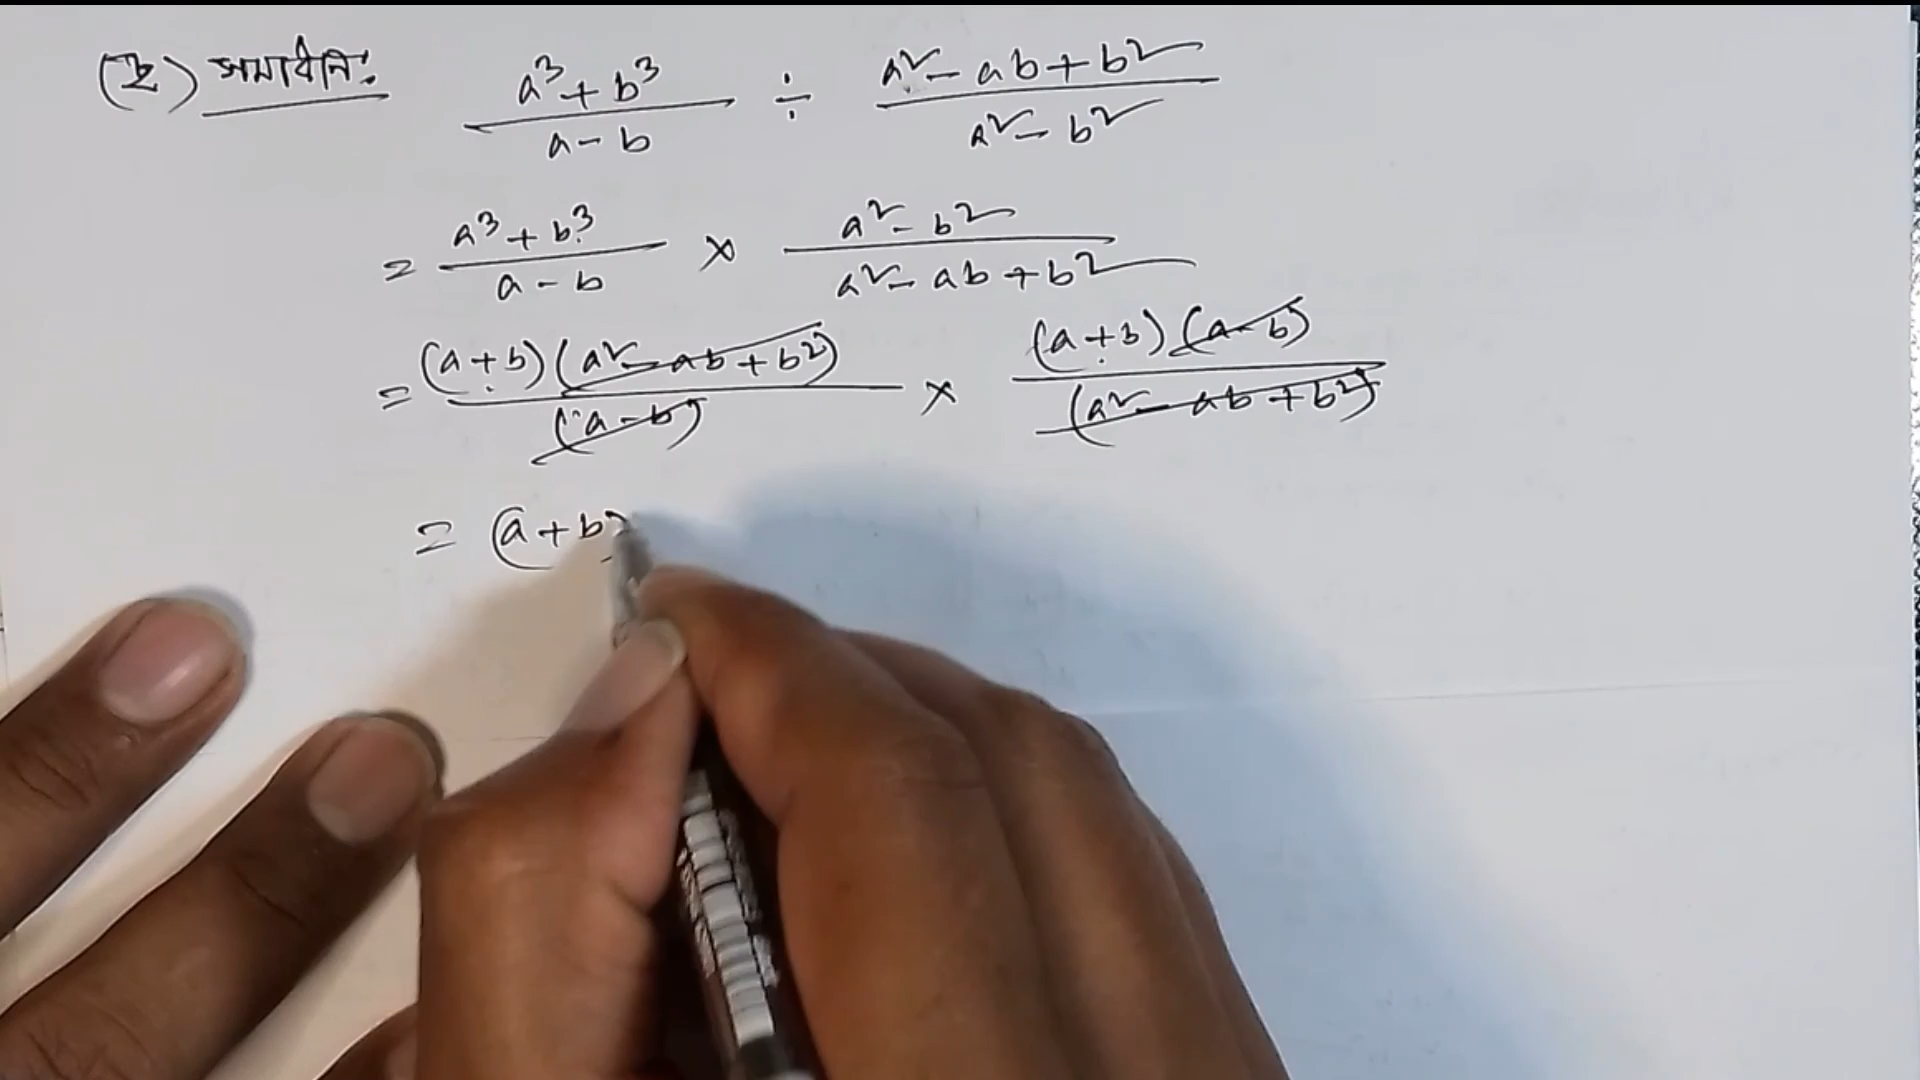 (ই) সমাধান: (a³ + b³)/(a - b) ÷ (a² - ab + b²)/(a² - b²)
= (a³ + b³)/(a - b) × (a² - b²)/(a² - ab + b²)
= (a + b)(a² - ab + b²)/(a - b) × (a + b)(a - b)/(a² - ab + b²)
= (a + b)